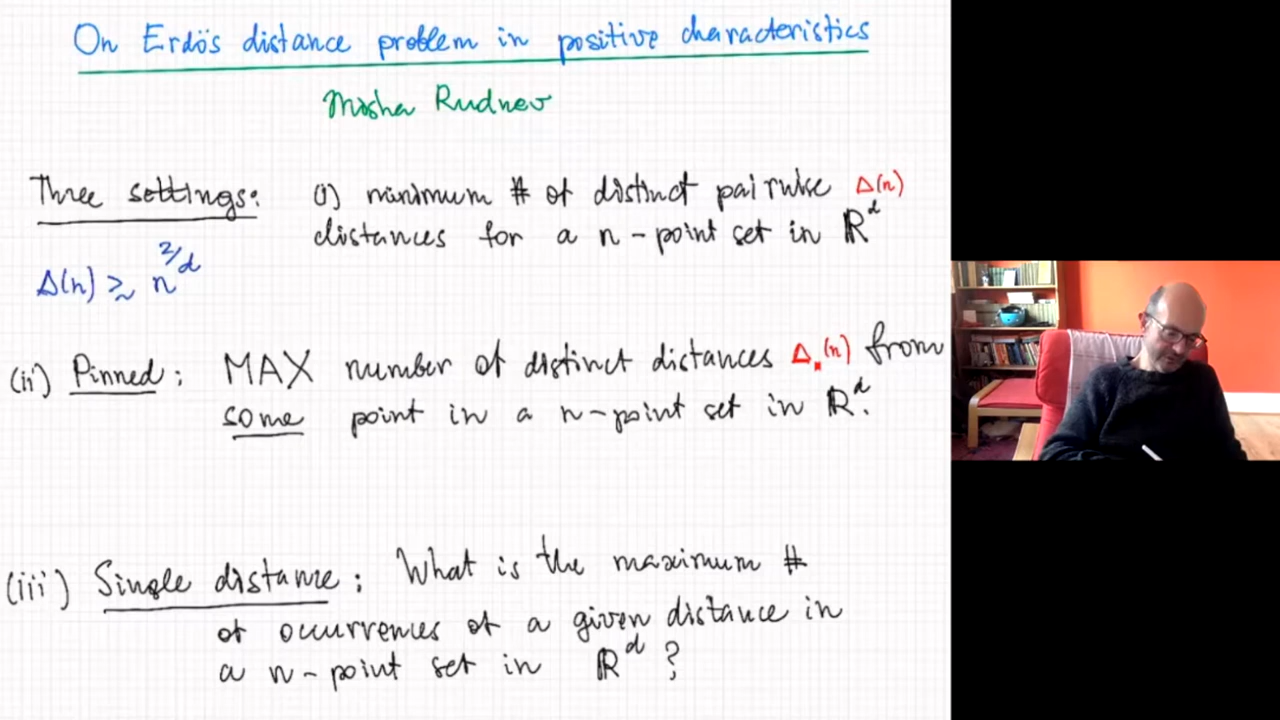 On Erdös distance problem in positive characteristics
Misha Rudnev
Three settings: (i) minimum # of distinct pairwise Δ(n)
distances for a n-point set in ℝ^d
Δ(n) ≳ n^{2/d}
(ii) Pinned: MAX number of distinct distances Δ.(n) from
some point in a n-point set in ℝ^d.
(iii) Single distance: What is the maximum #
of occurrences of a given distance in
a n-point set in ℝ^d?